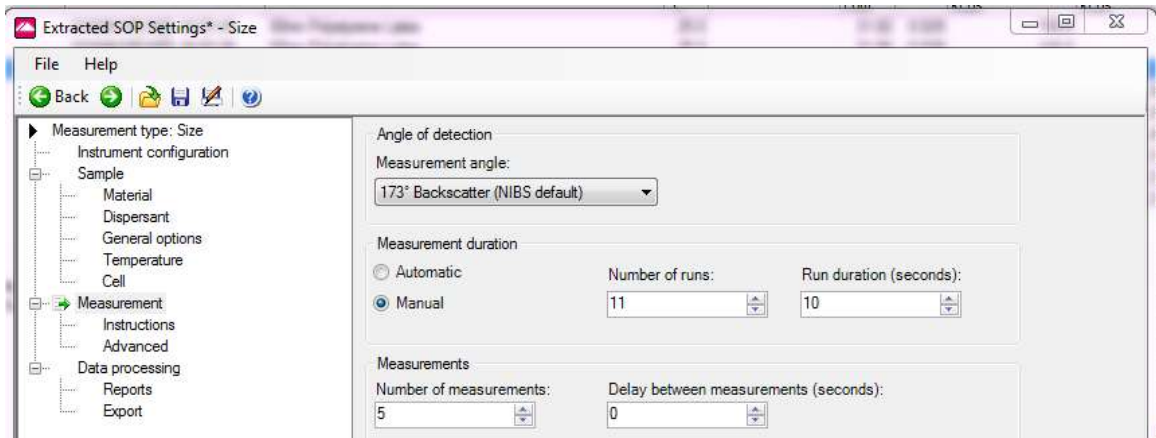 Extracted SOP Settings* - Size
File Help
Back
Measurement type: Size
Instrument configuration
Sample
Material
Dispersant
General options
Temperature
Cell
Measurement
Instructions
Advanced
Data processing
Reports
Export
Angle of detection
Measurement angle:
173° Backscatter (NIBS default)
Measurement duration
Automatic
Manual
Number of runs:
11
Run duration (seconds):
10
Measurements
Number of measurements:
5
Delay between measurements (seconds):
0